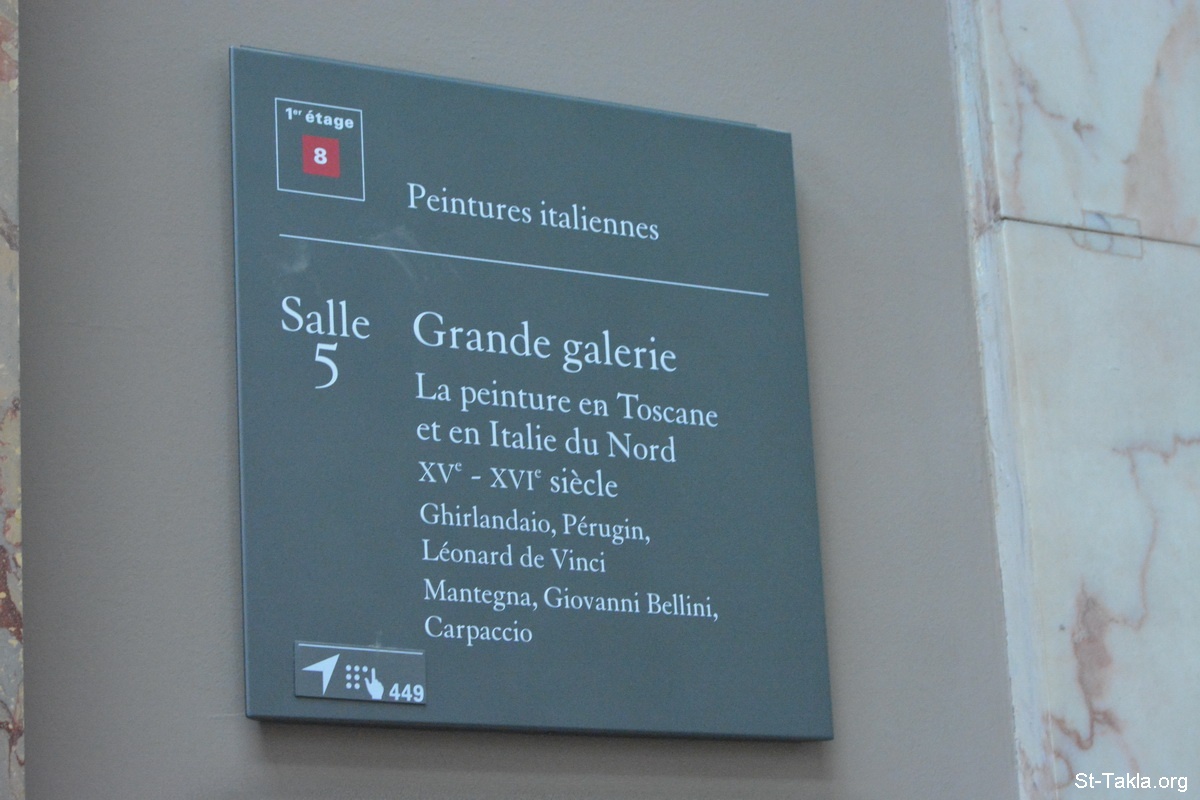 1er étage
8
Peintures italiennes
Salle
5
Grande galerie
La peinture en Toscane
et en Italie du Nord
XVe - XVIe siècle
Ghirlandaio, Pérugin,
Léonard de Vinci
Mantegna, Giovanni Bellini,
Carpaccio
449
St-Takla.org